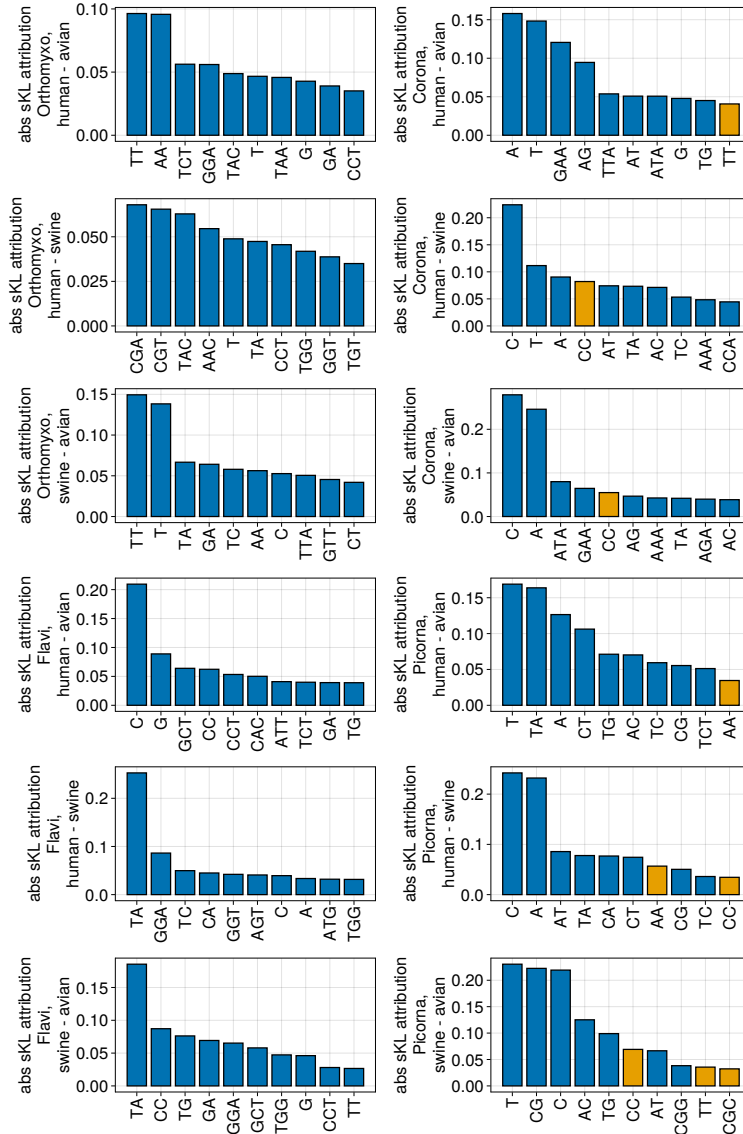 abs sKL attribution
Orthomyxo,
human - avian
0.10
0.05
0.00
TT AA TCT GGA TAC T TAA G GA CCT
abs sKL attribution
Corona,
human - avian
0.15
0.10
0.05
0.00
A T GAA AG TTA AT ATA G TG TT
abs sKL attribution
Orthomyxo,
human - swine
0.050
0.025
0.000
CGA CGT TAC AAC T TA CCT TGG GGT TGT
abs sKL attribution
Corona,
human - swine
0.20
0.15
0.10
0.05
0.00
C T A CC AT TA AC TC AAA CCA
abs sKL attribution
Orthomyxo,
swine - avian
0.15
0.10
0.05
0.00
TT T TA GA TC AA C TTA GTT CT
abs sKL attribution
Corona,
swine - avian
0.2
0.1
0.0
C A ATA GAA CC AG AAA TA AGA AC
abs sKL attribution
Flavi,
human - avian
0.20
0.15
0.10
0.05
0.00
C G GCT CC CCT CAC ATT TCT GA TG
abs sKL attribution
Picorna,
human - avian
0.15
0.10
0.05
0.00
T TA A CT TG AC TC CG TCT AA
abs sKL attribution
Flavi,
human - swine
0.2
0.1
0.0
TA GGA TC CA GGT AGT C A ATG TGG
abs sKL attribution
Picorna,
human - swine
0.2
0.1
0.0
C A AT TA CA CT AA CG TC CC
abs sKL attribution
Flavi,
swine - avian
0.15
0.10
0.05
0.00
TA CC TG GA GGA GCT TGG G CCT TT
abs sKL attribution
Picorna,
swine - avian
0.20
0.15
0.10
0.05
0.00
T CG C AC TG CC AT CGG TT CGC